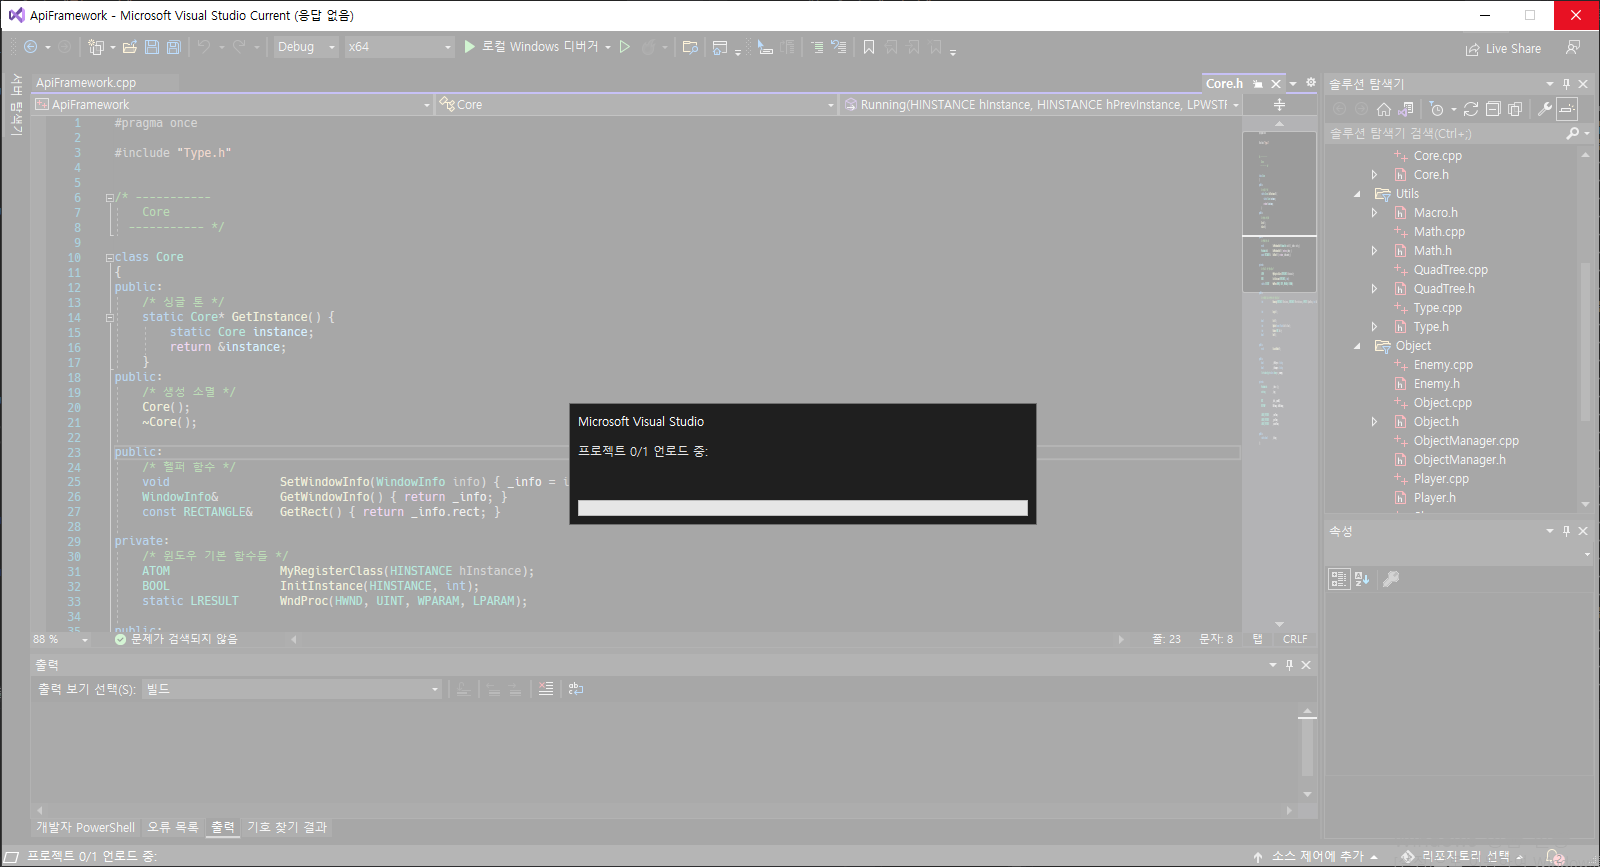 ApiFramework - Microsoft Visual Studio Current (응답 없음)
Debug x64 로컬 Windows 디버거 Live Share
서버 탐색기
ApiFramework.cpp Core.h
ApiFramework Core Running(HINSTANCE hInstance, HINSTANCE hPrevInstance, LPWSTR
1 #pragma once
2
3 #include "Type.h"
4
5
6 /* -----------
7 Core
8 ----------- */
9
10 class Core
11 {
12 public:
13 /* 싱글 톤 */
14 static Core* GetInstance() {
15 static Core instance;
16 return &instance;
17 }
18 public:
19 /* 생성 소멸 */
20 Core();
21 ~Core();
22
23 public:
24 /* 헬퍼 함수 */
25 void SetWindowInfo(WindowInfo info) { _info = i
26 WindowInfo& GetWindowInfo() { return _info; }
27 const RECTANGLE& GetRect() { return _info.rect; }
28
29 private:
30 /* 윈도우 기본 함수들 */
31 ATOM MyRegisterClass(HINSTANCE hInstance);
32 BOOL InitInstance(HINSTANCE, int);
33 static LRESULT WndProc(HWND, UINT, WPARAM, LPARAM);
34
35 public:
88 % 문제가 검색되지 않음 줄: 23 문자: 8 탭 CRLF
Microsoft Visual Studio
프로젝트 0/1 언로드 중:
솔루션 탐색기
솔루션 탐색기 검색(Ctrl+;)
Core.cpp
Core.h
Utils
Macro.h
Math.cpp
Math.h
QuadTree.cpp
QuadTree.h
Type.cpp
Type.h
Object
Enemy.cpp
Enemy.h
Object.cpp
Object.h
ObjectManager.cpp
ObjectManager.h
Player.cpp
Player.h
속성
출력
출력 보기 선택(S): 빌드
개발자 PowerShell 오류 목록 출력 기호 찾기 결과
프로젝트 0/1 언로드 중: 소스 제어에 추가 리포지토리 선택 2